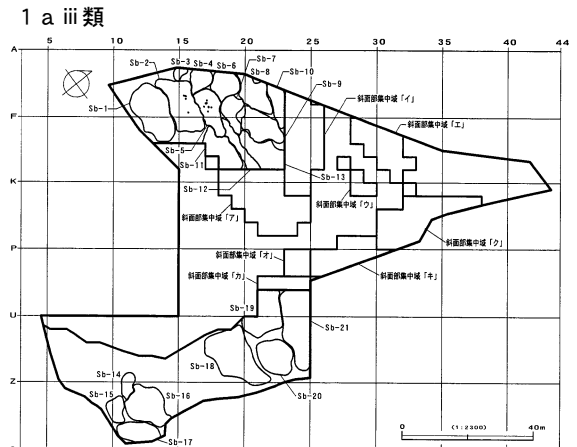 1 a iii類
5 10 15 20 25 30 35 40 44
A
F
K
P
U
Z
Sb-1
Sb-2
Sb-3
Sb-4
Sb-6
Sb-7
Sb-8
Sb-10
Sb-9
Sb-5
Sb-11
Sb-12
Sb-13
斜面部集中域「イ」
斜面部集中域「エ」
斜面部集中域「ア」
斜面部集中域「ウ」
斜面部集中域「オ」
斜面部集中域「ク」
斜面部集中域「カ」
斜面部集中域「キ」
Sb-19
Sb-21
Sb-18
Sb-20
Sb-14
Sb-15
Sb-16
Sb-17
0 (1:2300) 40m